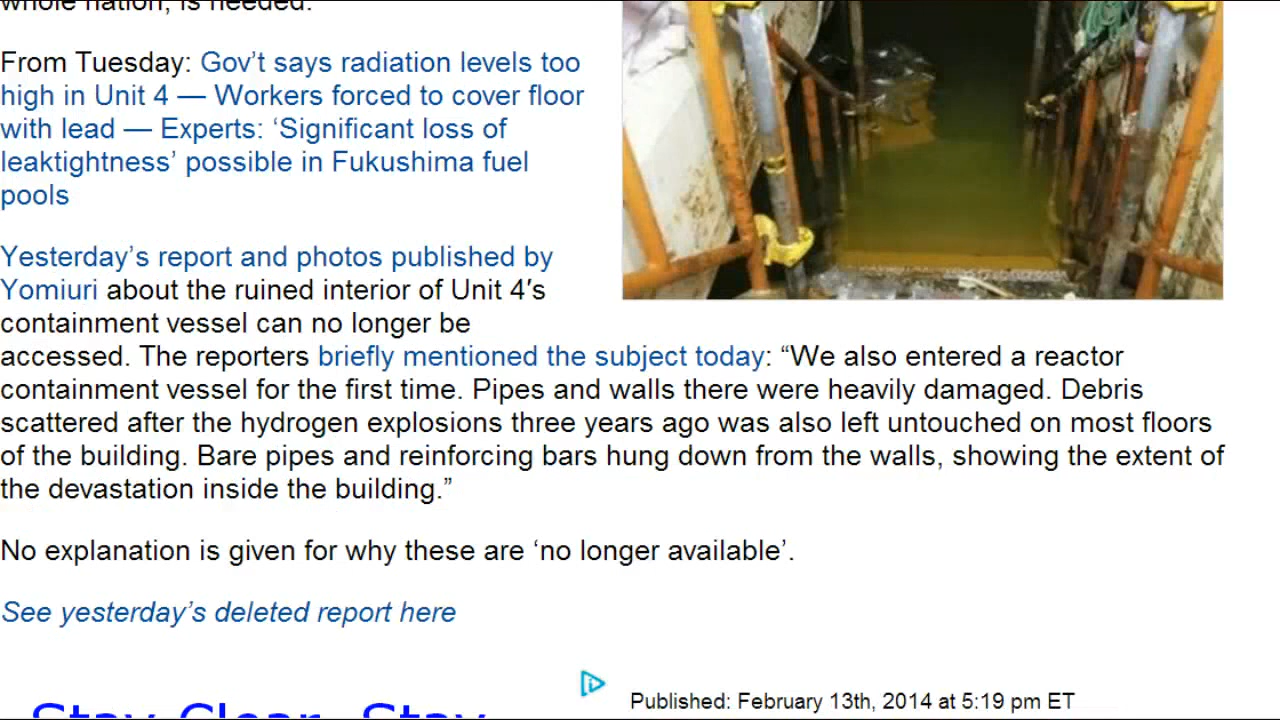 whole nation, is needed.
From Tuesday: Gov’t says radiation levels too
high in Unit 4 — Workers forced to cover floor
with lead — Experts: ‘Significant loss of
leaktightness’ possible in Fukushima fuel
pools
Yesterday’s report and photos published by
Yomiuri about the ruined interior of Unit 4′s
containment vessel can no longer be
accessed. The reporters briefly mentioned the subject today: “We also entered a reactor
containment vessel for the first time. Pipes and walls there were heavily damaged. Debris
scattered after the hydrogen explosions three years ago was also left untouched on most floors
of the building. Bare pipes and reinforcing bars hung down from the walls, showing the extent of
the devastation inside the building.”
No explanation is given for why these are ‘no longer available’.
See yesterday’s deleted report here
Stay Clear, Stay
Published: February 13th, 2014 at 5:19 pm ET